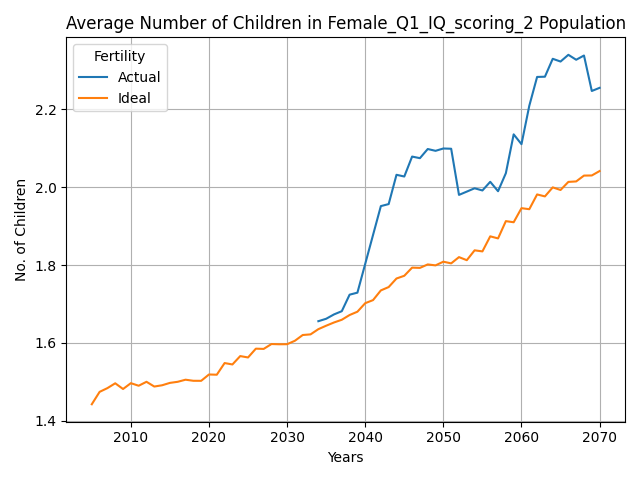 Average Number of Children in Female_Q1_IQ_scoring_2 Population
Fertility
Actual
Ideal
No. of Children
2.2
2.0
1.8
1.6
1.4
2010 2020 2030 2040 2050 2060 2070
Years